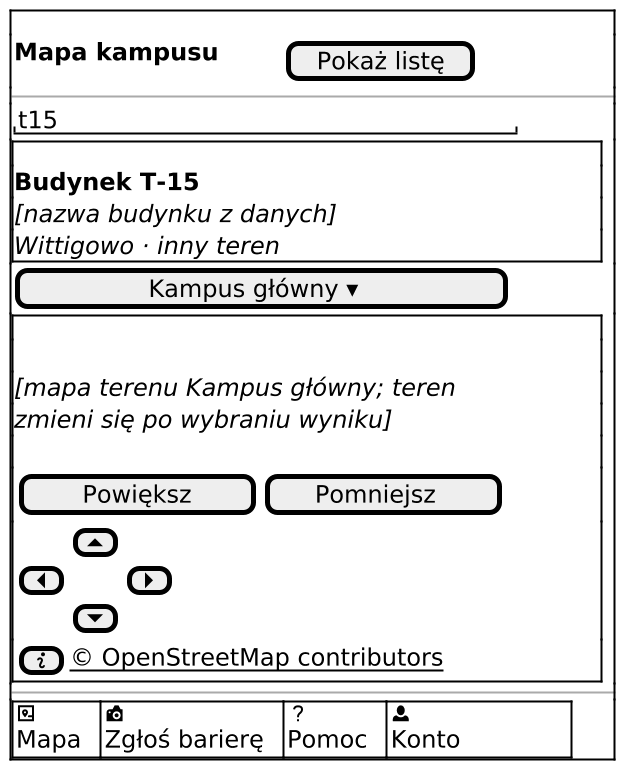 Mapa kampusu
Pokaż listę
t15
Budynek T-15
[nazwa budynku z danych]
Wittigowo · inny teren
Kampus główny ▾
[mapa terenu Kampus główny; teren
zmieni się po wybraniu wyniku]
Powiększ
Pomniejsz
i © OpenStreetMap contributors
?
Mapa
Zgłoś barierę
Pomoc
Konto